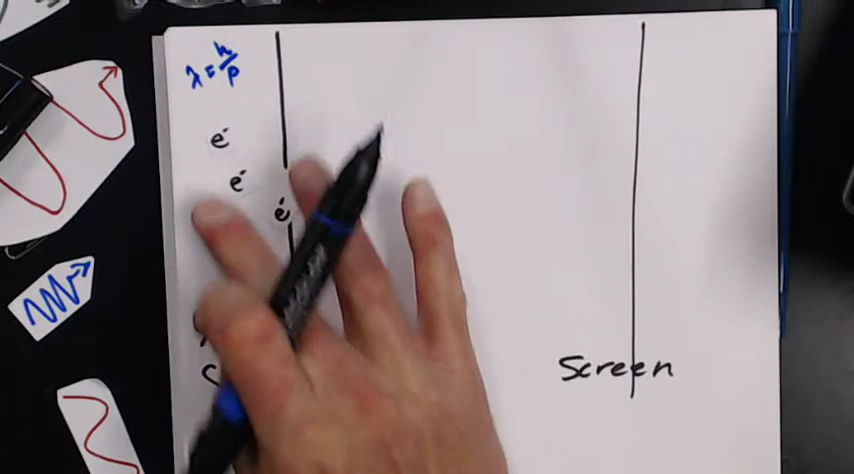 λ = h/p
e⁻
e⁻
e⁻
Screen